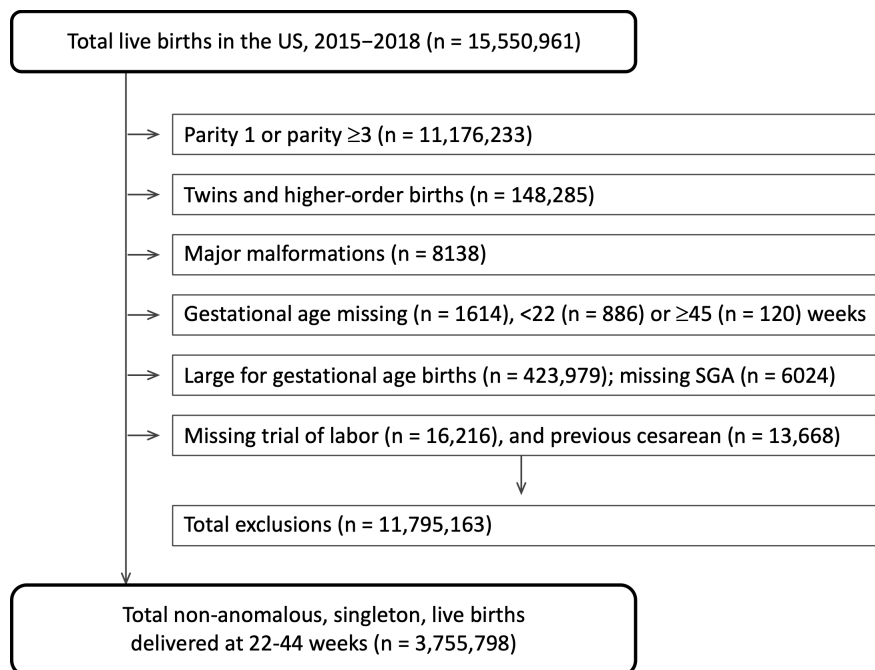 Total live births in the US, 2015−2018 (n = 15,550,961)
Parity 1 or parity ≥3 (n = 11,176,233)
Twins and higher-order births (n = 148,285)
Major malformations (n = 8138)
Gestational age missing (n = 1614), <22 (n = 886) or ≥45 (n = 120) weeks
Large for gestational age births (n = 423,979); missing SGA (n = 6024)
Missing trial of labor (n = 16,216), and previous cesarean (n = 13,668)
Total exclusions (n = 11,795,163)
Total non-anomalous, singleton, live births
delivered at 22-44 weeks (n = 3,755,798)